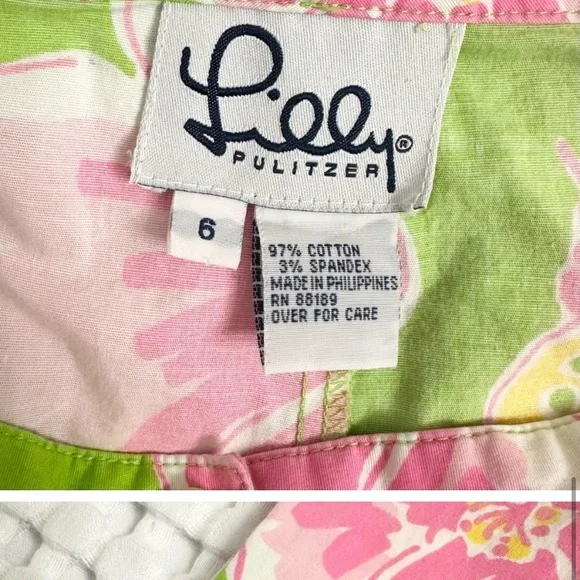 Lilly®
PULITZER
6
97% COTTON
3% SPANDEX
MADE IN PHILIPPINES
RN 88189
OVER FOR CARE